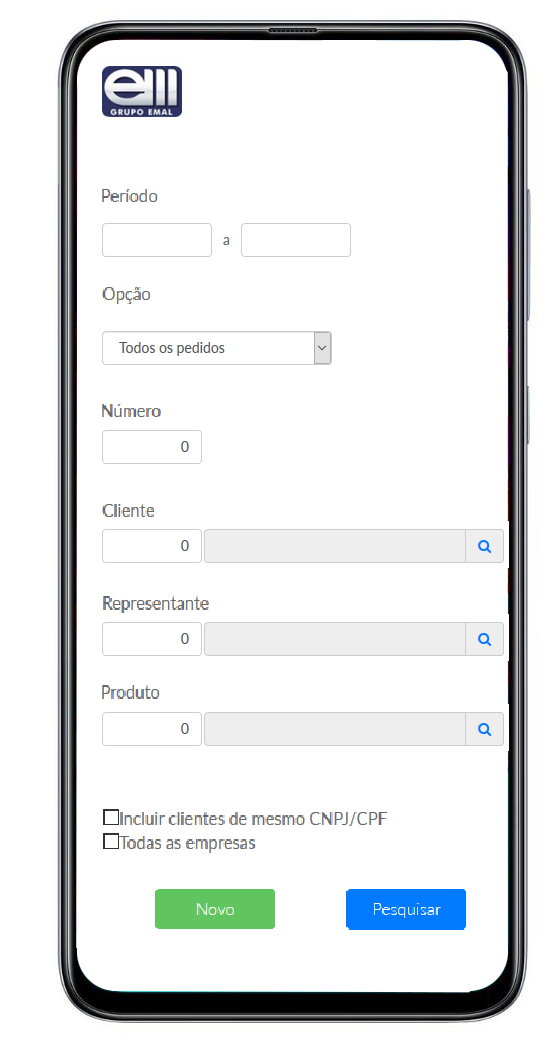 em
GRUPO EMAL
Período
a
Opção
Todos os pedidos
Número
0
Cliente
0
Representante
0
Produto
0
Incluir clientes de mesmo CNPJ/CPF
Todas as empresas
Novo Pesquisar